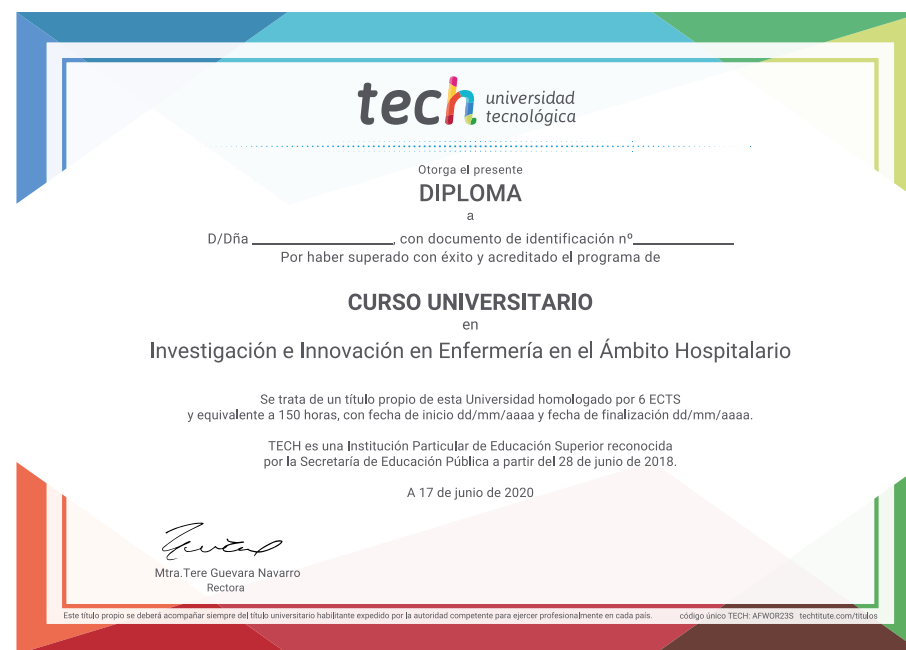 tech universidad
tecnológica
Otorga el presente
DIPLOMA
a
D/Dña ____________, con documento de identificación nº____________
Por haber superado con éxito y acreditado el programa de
CURSO UNIVERSITARIO
en
Investigación e Innovación en Enfermería en el Ámbito Hospitalario
Se trata de un título propio de esta Universidad homologado por 6 ECTS
y equivalente a 150 horas, con fecha de inicio dd/mm/aaaa y fecha de finalización dd/mm/aaaa.
TECH es una Institución Particular de Educación Superior reconocida
por la Secretaría de Educación Pública a partir del 28 de junio de 2018.
A 17 de junio de 2020
Mtra.Tere Guevara Navarro
Rectora
Este título propio se deberá acompañar siempre del título universitario habilitante expedido por la autoridad competente para ejercer profesionalmente en cada país. código único TECH: AFWOR23S techtitute.com/titulos